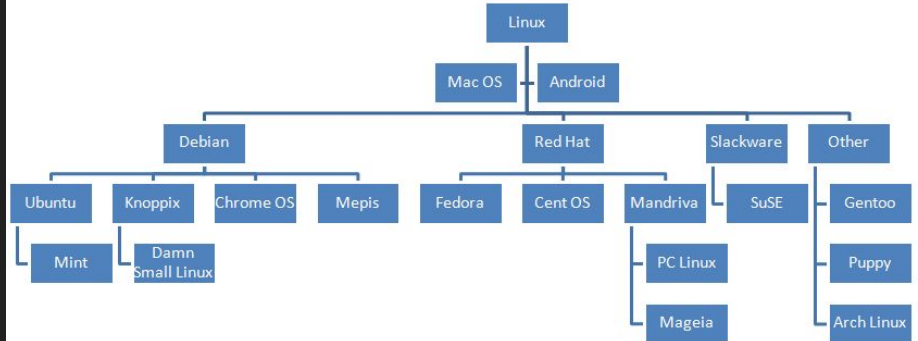 Linux
Mac OS
Android
Debian
Red Hat
Slackware
Other
Ubuntu
Knoppix
Chrome OS
Mepis
Fedora
Cent OS
Mandriva
SuSE
Gentoo
Mint
Damn
Small Linux
PC Linux
Puppy
Mageia
Arch Linux